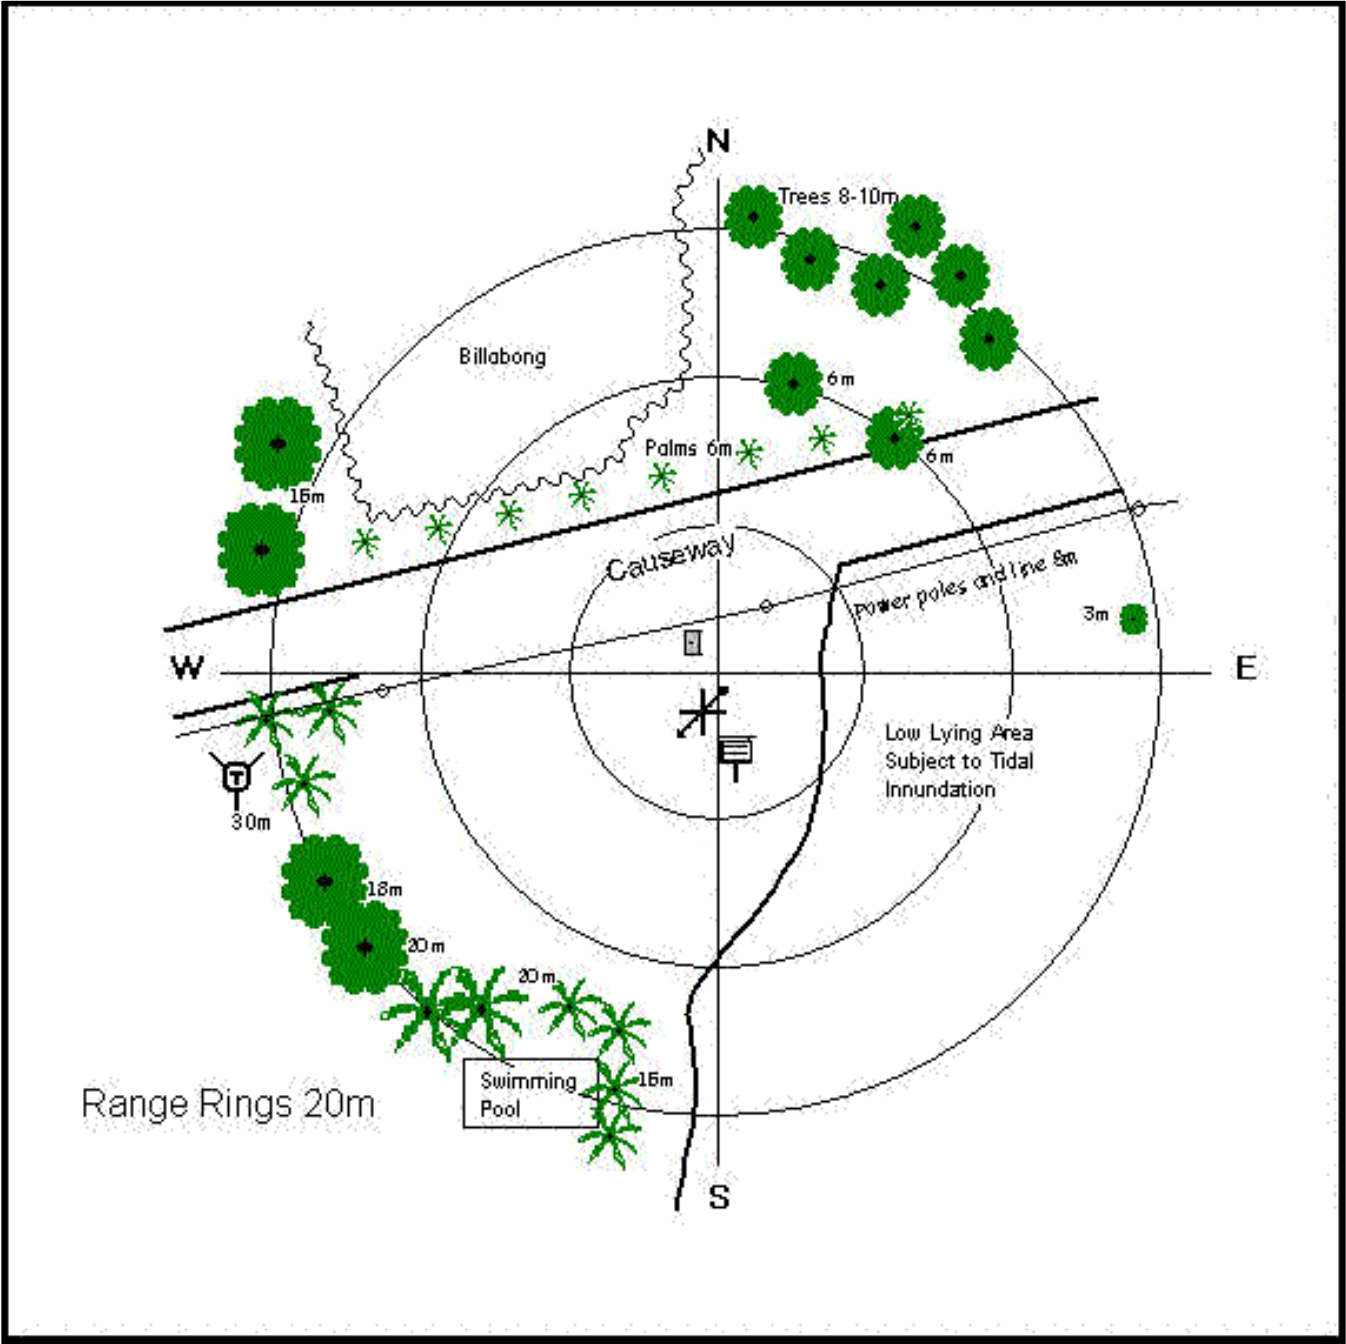 N
Trees 8-10m
Billabong
6m
Palms 6m
6m
16m
Causeway
Power poles and line 8m
3m
W
E
T
30m
Low Lying Area
Subject to Tidal
Innundation
18m
20m
20m
Swimming
Pool
16m
Range Rings 20m
S